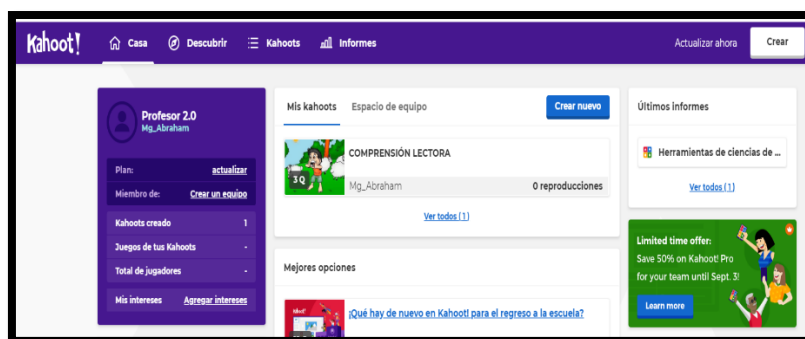 Kahoot!
Casa
Descubrir
Kahoots
Informes
Actualizar ahora
Crear
Profesor 2.0
Mg_Abraham
Plan: actualizar
Miembro de: Crear un equipo
Kahoots creado 1
Juegos de tus Kahoots -
Total de jugadores -
Mis intereses Agregar intereses
Mis kahoots
Espacio de equipo
Crear nuevo
3 Q
COMPRENSIÓN LECTORA
Mg_Abraham
0 reproducciones
Ver todos (1)
Mejores opciones
¿Qué hay de nuevo en Kahoot! para el regreso a la escuela?
Últimos informes
Herramientas de ciencias de ...
Ver todos (1)
Limited time offer:
Save 50% on Kahoot! Pro
for your team until Sept. 3!
Learn more